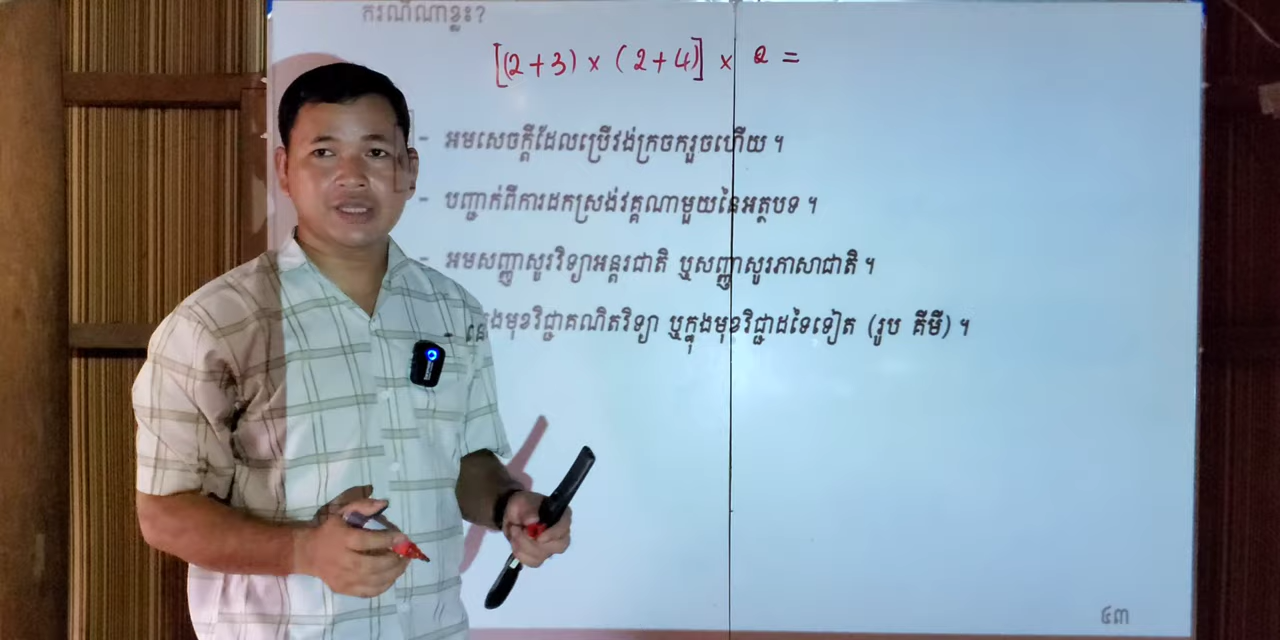 ករណីណាខ្លះ?
[(2+3) × (2+4)] × 2 =
- អមសេចក្តីដែលប្រើវង់ក្រចករួចហើយ ។
- បញ្ជាក់ពីការដកស្រង់វគ្គណាមួយនៃអត្ថបទ ។
- អមសញ្ញាសូរវិទ្យាអន្តរជាតិ ឬសញ្ញាសូរភាសាជាតិ ។
- ក្នុងមុខវិជ្ជាគណិតវិទ្យា ឬក្នុងមុខវិជ្ជាដទៃទៀត (រូប គីមី) ។
៤៣